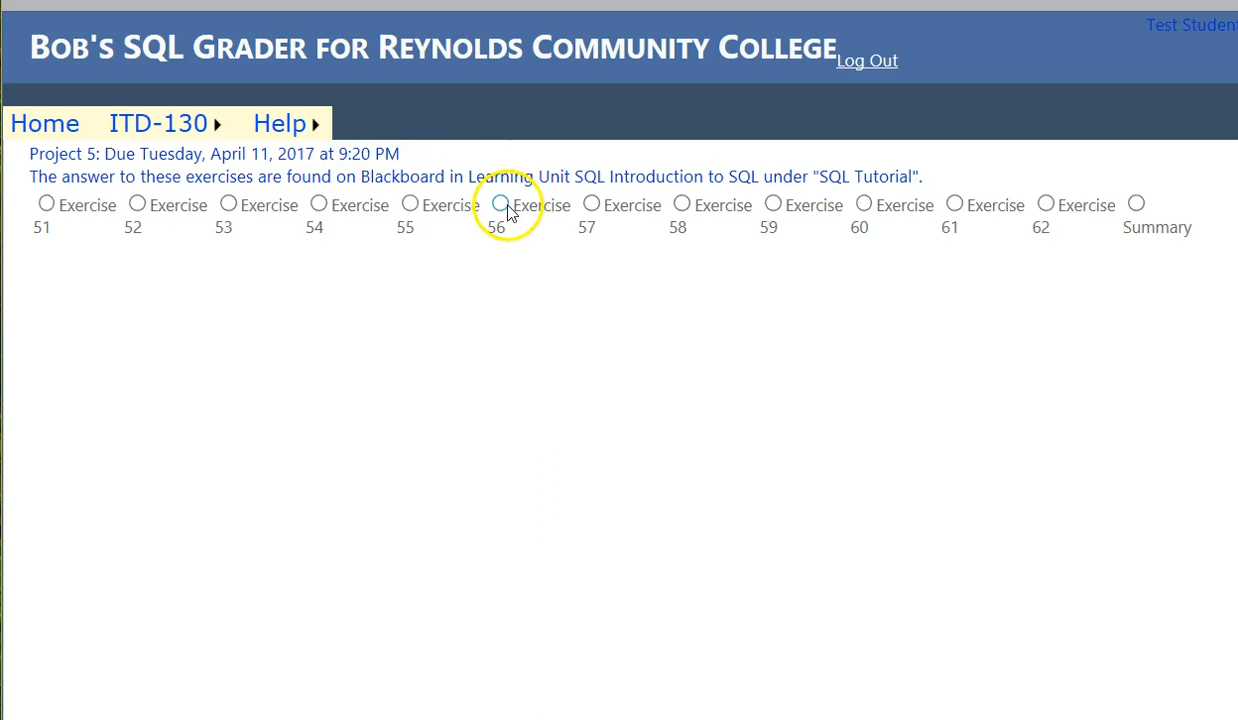 Test Student
BOB'S SQL GRADER FOR REYNOLDS COMMUNITY COLLEGE Log Out
Home ITD-130 Help
Project 5: Due Tuesday, April 11, 2017 at 9:20 PM
The answer to these exercises are found on Blackboard in Learning Unit SQL Introduction to SQL under "SQL Tutorial".
Exercise Exercise Exercise Exercise Exercise Exercise Exercise Exercise Exercise Exercise Exercise Exercise
51 52 53 54 55 56 57 58 59 60 61 62 Summary